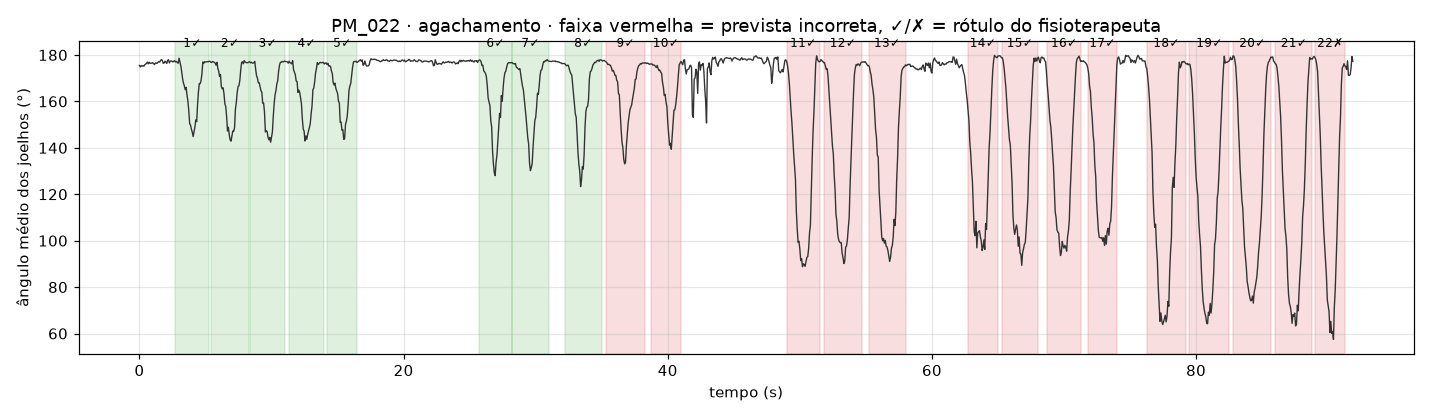 PM_022 · agachamento · faixa vermelha = prevista incorreta, ✓/✗ = rótulo do fisioterapeuta
1✓ 2✓ 3✓ 4✓ 5✓ 6✓ 7✓ 8✓ 9✓ 10✓ 11✓ 12✓ 13✓ 14✓ 15✓ 16✓ 17✓ 18✓ 19✓ 20✓ 21✓ 22✗
180
160
140
120
100
80
60
ângulo médio dos joelhos (°)
0 20 40 60 80
tempo (s)